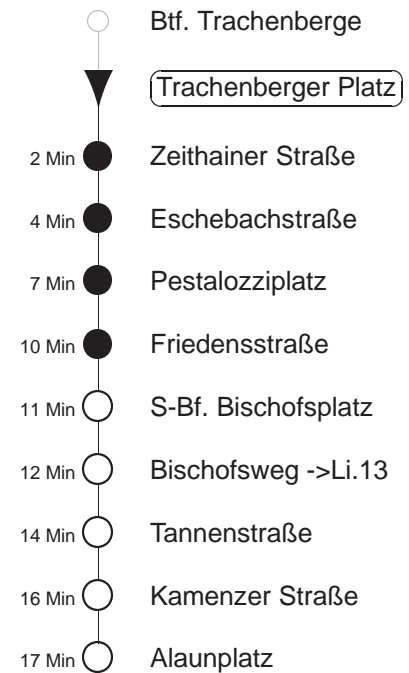 Btf. Trachenberge
Trachenberger Platz
2 Min Zeithainer Straße
4 Min Eschebachstraße
7 Min Pestalozziplatz
10 Min Friedensstraße
11 Min S-Bf. Bischofsplatz
12 Min Bischofsweg ->Li.13
14 Min Tannenstraße
16 Min Kamenzer Straße
17 Min Alaunplatz